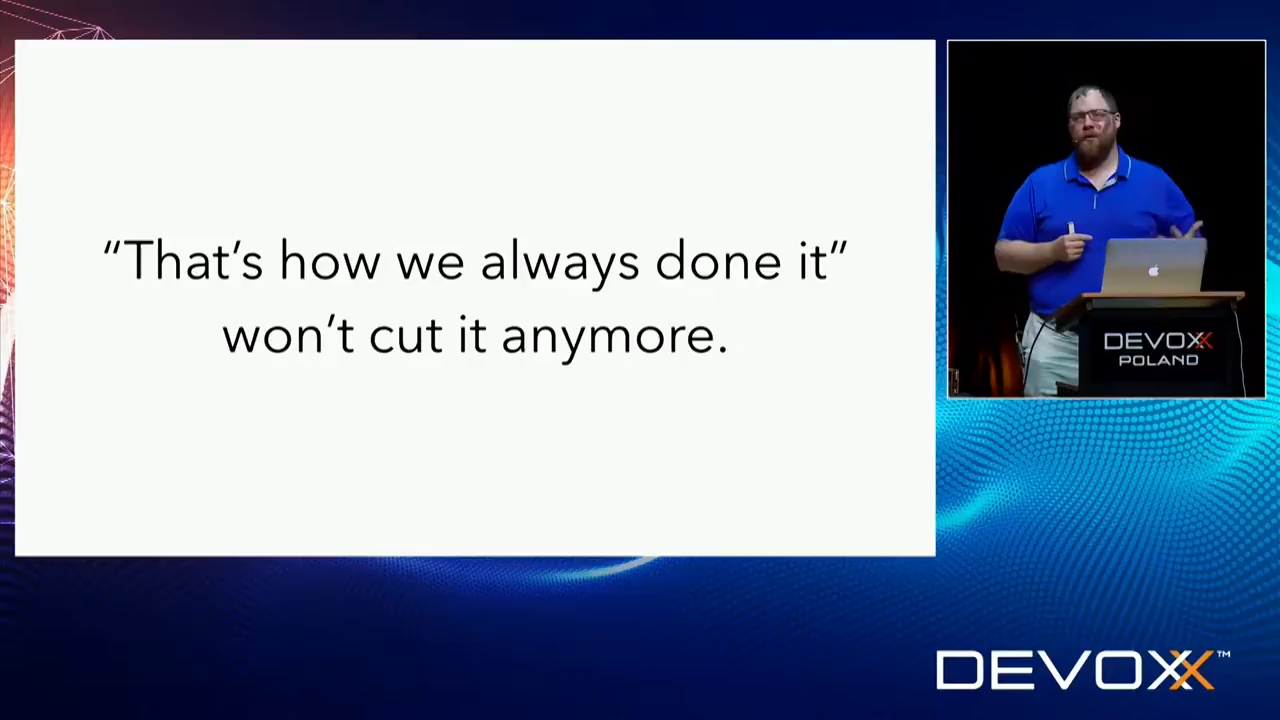 “That’s how we always done it”
won’t cut it anymore.
DEVOXX
POLAND
DEVOXX™